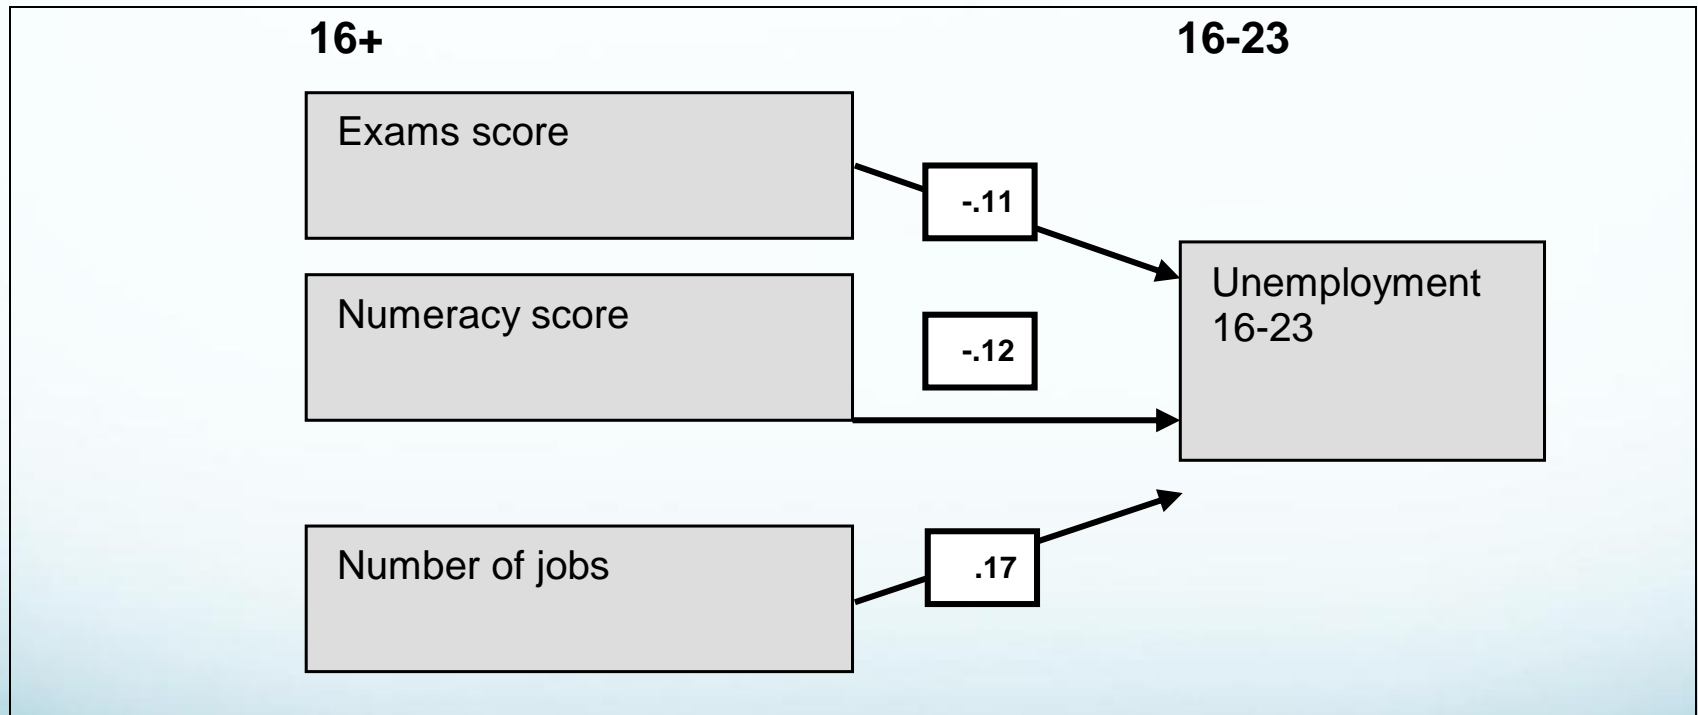 16+ 16-23
Exams score
-.11
Numeracy score
-.12
Unemployment
16-23
Number of jobs
.17